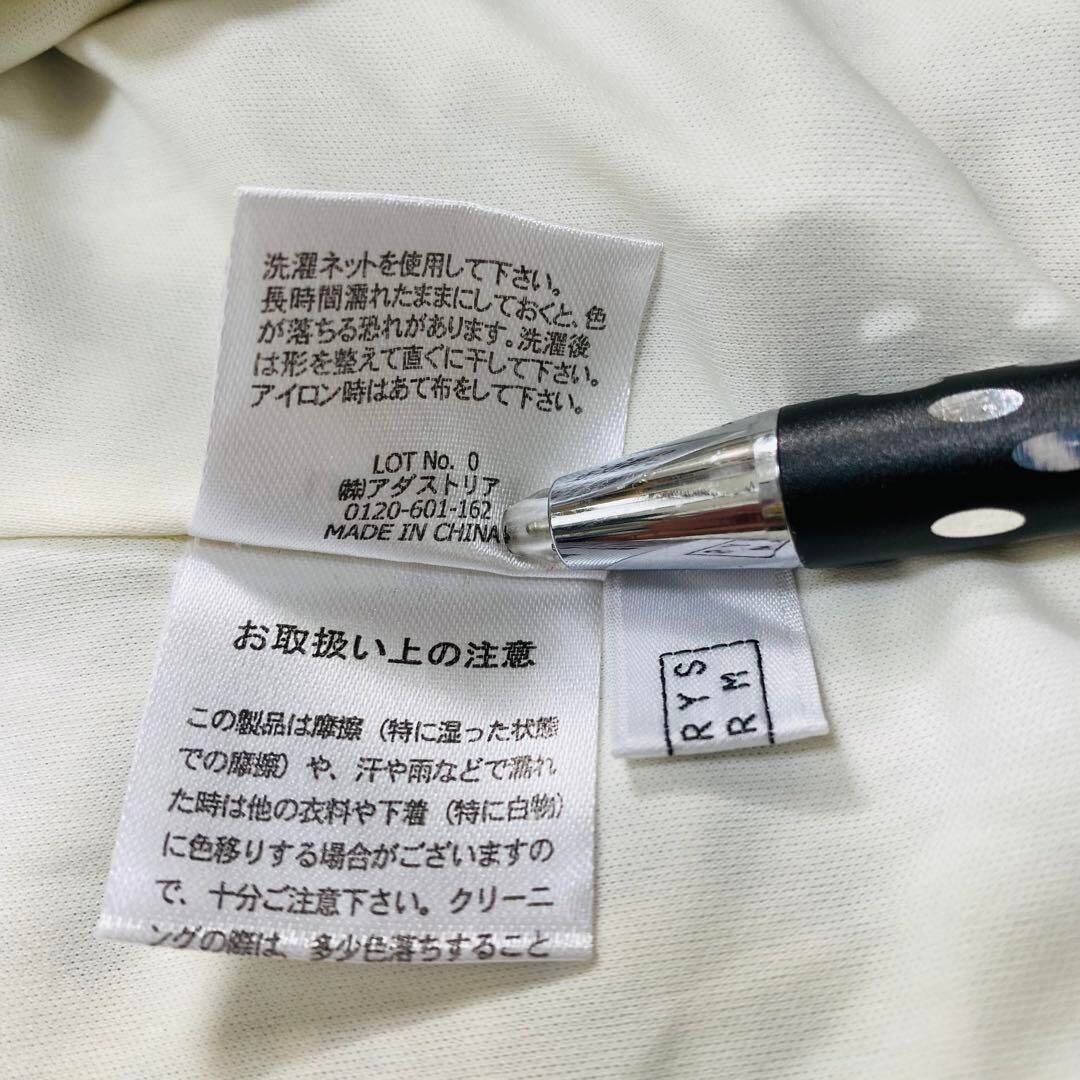 洗濯ネットを使用して下さい。
長時間濡れたままにしておくと、色
が落ちる恐れがあります。洗濯後
は形を整えて直ぐに干して下さい。
アイロン時はあて布をして下さい。
LOT No. 0
㈱アダストリア
0120-601-162
MADE IN CHINA
お取扱い上の注意
この製品は摩擦（特に湿った状態
での摩擦）や、汗や雨などで濡れ
た時は他の衣料や下着（特に白物）
に色移りする場合がございますの
で、十分ご注意下さい。クリーニ
ングの際は、多少色落ちすること
RYS
RM